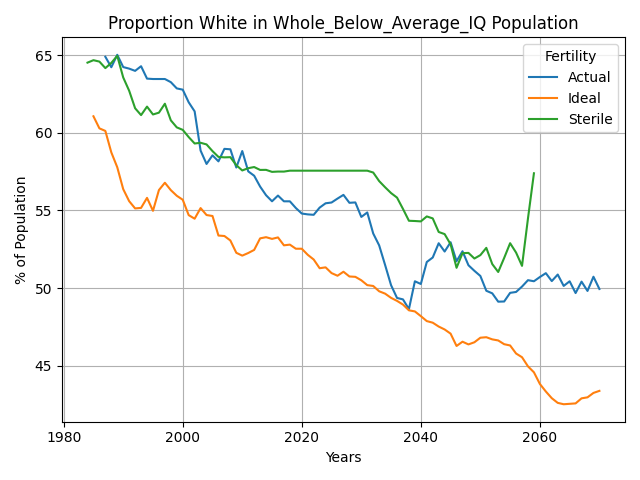 Proportion White in Whole_Below_Average_IQ Population
% of Population
65
60
55
50
45
Fertility
Actual
Ideal
Sterile
1980
2000
2020
2040
2060
Years